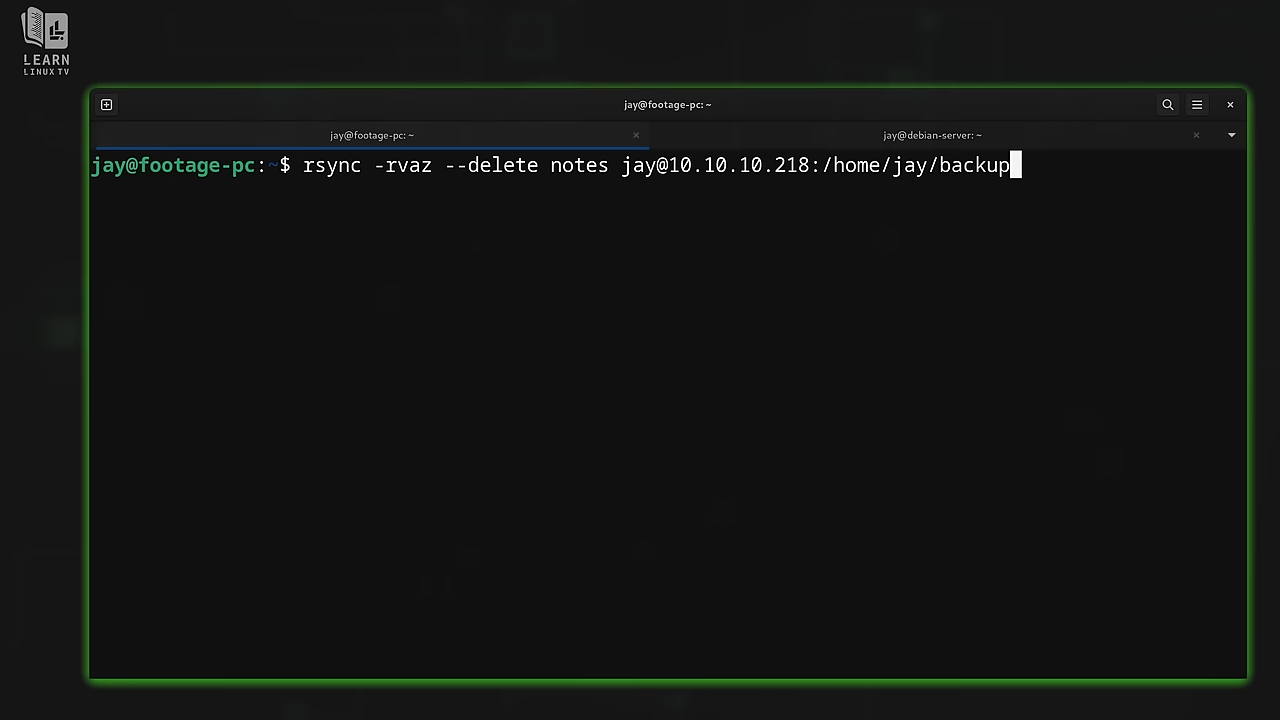 LEARN
LINUX TV
jay@footage-pc: ~
jay@footage-pc: ~
jay@debian-server: ~
jay@footage-pc:~$ rsync -rvaz --delete notes jay@10.10.10.218:/home/jay/backup